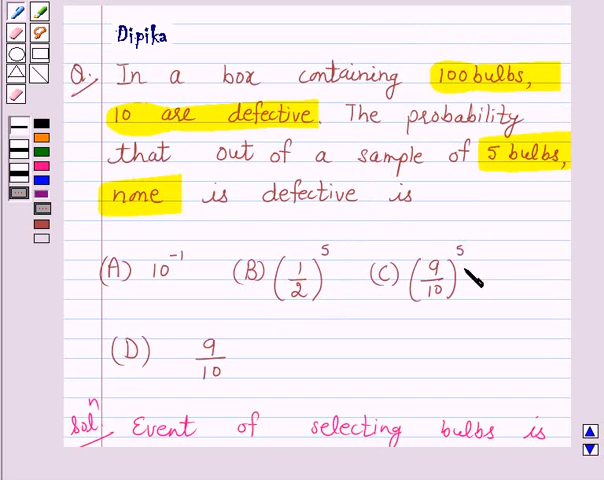 Dipika
Q. In a box containing 100 bulbs,
10 are defective. The probability
that out of a sample of 5 bulbs,
none is defective is
(A) 10⁻¹ (B) (1/2)⁵ (C) (9/10)⁵
(D) 9/10
Solⁿ Event of selecting bulbs is